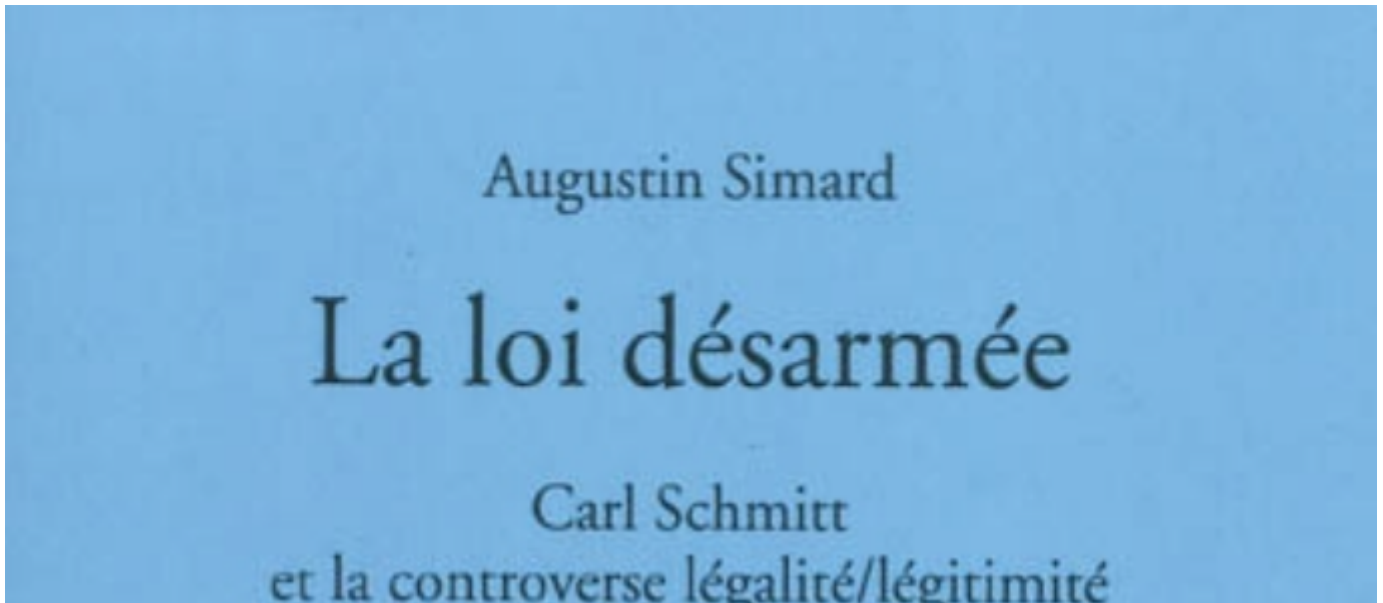 Augustin Simard
La loi désarmée
Carl Schmitt
et la controverse légalité/légitimité